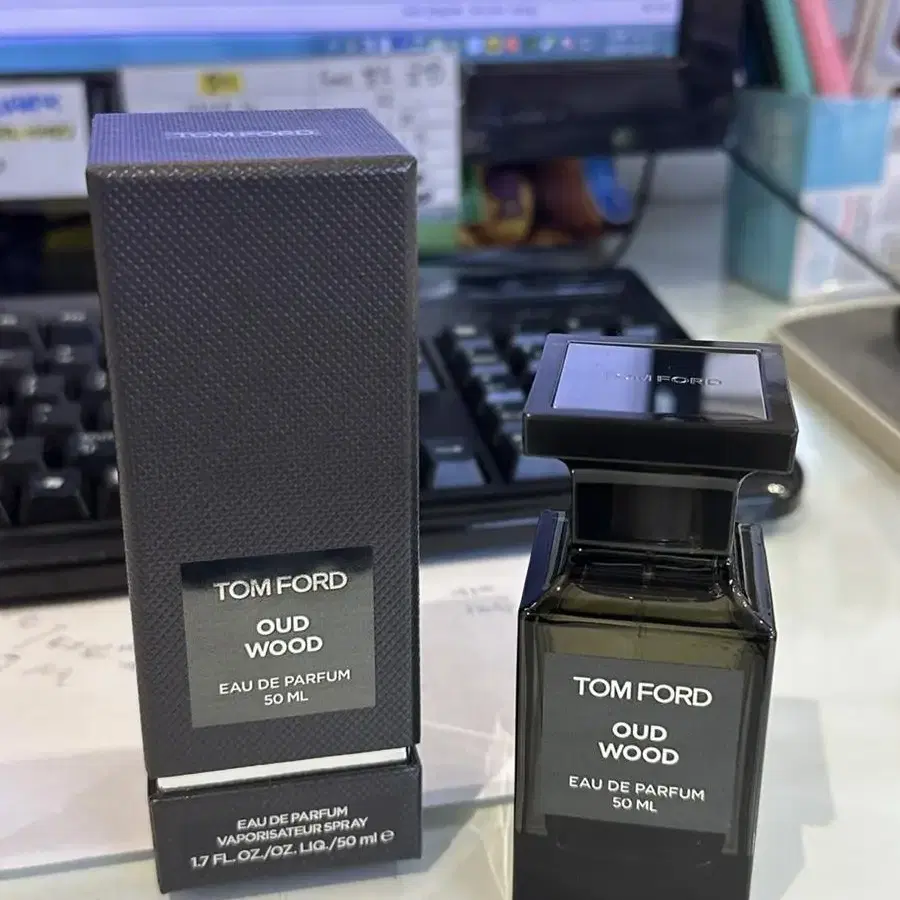 TOM FORD
TOM FORD
OUD
WOOD
EAU DE PARFUM
50 ML
EAU DE PARFUM
VAPORISATEUR SPRAY
1.7 FL. OZ./OZ. LIQ./50 ml ℮
TOM FORD
TOM FORD
OUD
WOOD
EAU DE PARFUM
50 ML